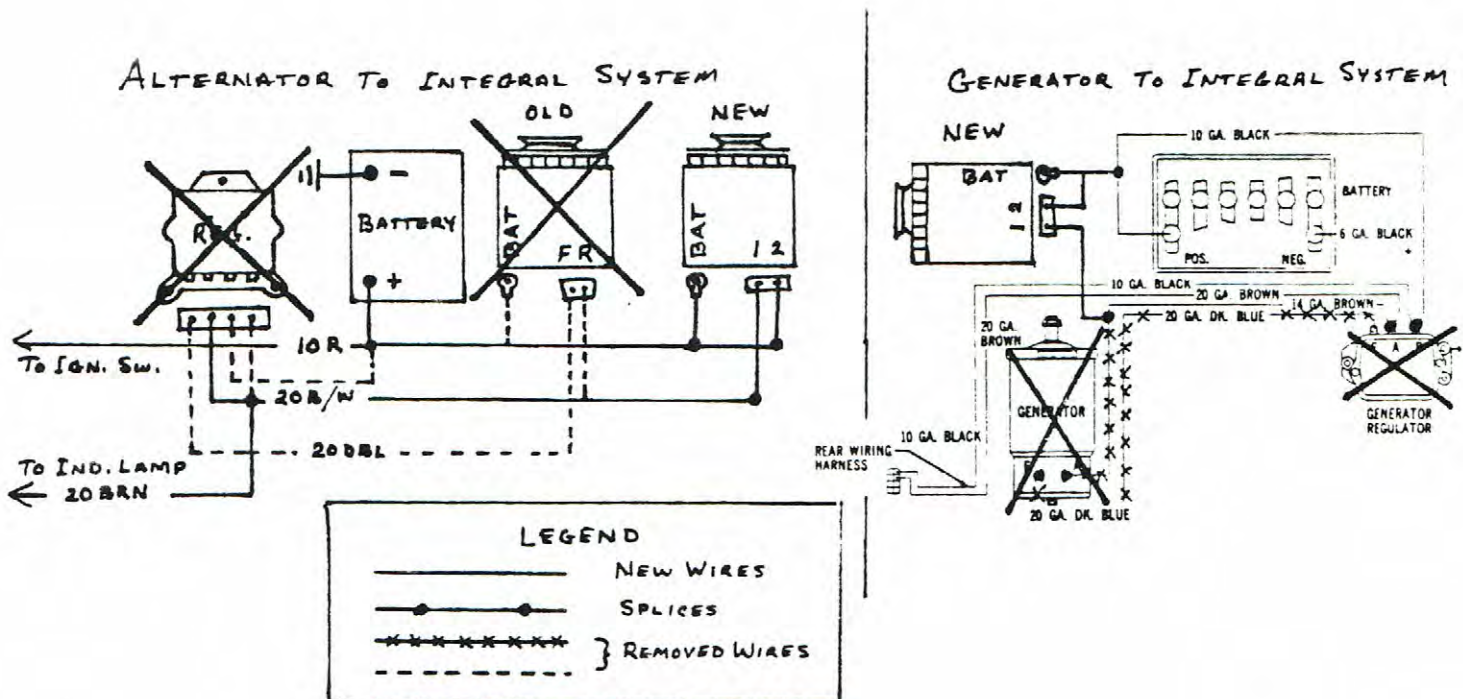 ALTERNATOR TO INTEGRAL SYSTEM
OLD
NEW
REG.
-
BATTERY
+
BAT
F R
BAT
1 2
10 R
TO IGN. SW.
20 B/W
20 DBL
TO IND. LAMP
20 BRN
LEGEND
NEW WIRES
SPLICES
} REMOVED WIRES
GENERATOR TO INTEGRAL SYSTEM
NEW
BAT
1 2
10 GA. BLACK
BATTERY
6 GA. BLACK
+
POS.
NEG.
10 GA. BLACK
20 GA. BROWN
14 GA. BROWN
20 GA. DK. BLUE
20 GA.
BROWN
GENERATOR
A B
GENERATOR
REGULATOR
10 GA. BLACK
REAR WIRING
HARNESS
20 GA. DK. BLUE